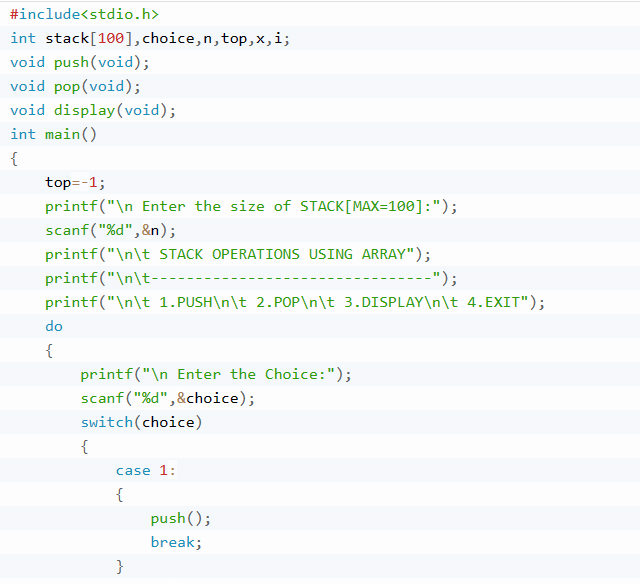 #include<stdio.h>
int stack[100],choice,n,top,x,i;
void push(void);
void pop(void);
void display(void);
int main()
{
    top=-1;
    printf("\n Enter the size of STACK[MAX=100]:");
    scanf("%d",&n);
    printf("\n\t STACK OPERATIONS USING ARRAY");
    printf("\n\t--------------------------------");
    printf("\n\t 1.PUSH\n\t 2.POP\n\t 3.DISPLAY\n\t 4.EXIT");
    do
    {
        printf("\n Enter the Choice:");
        scanf("%d",&choice);
        switch(choice)
        {
            case 1:
            {
                push();
                break;
            }